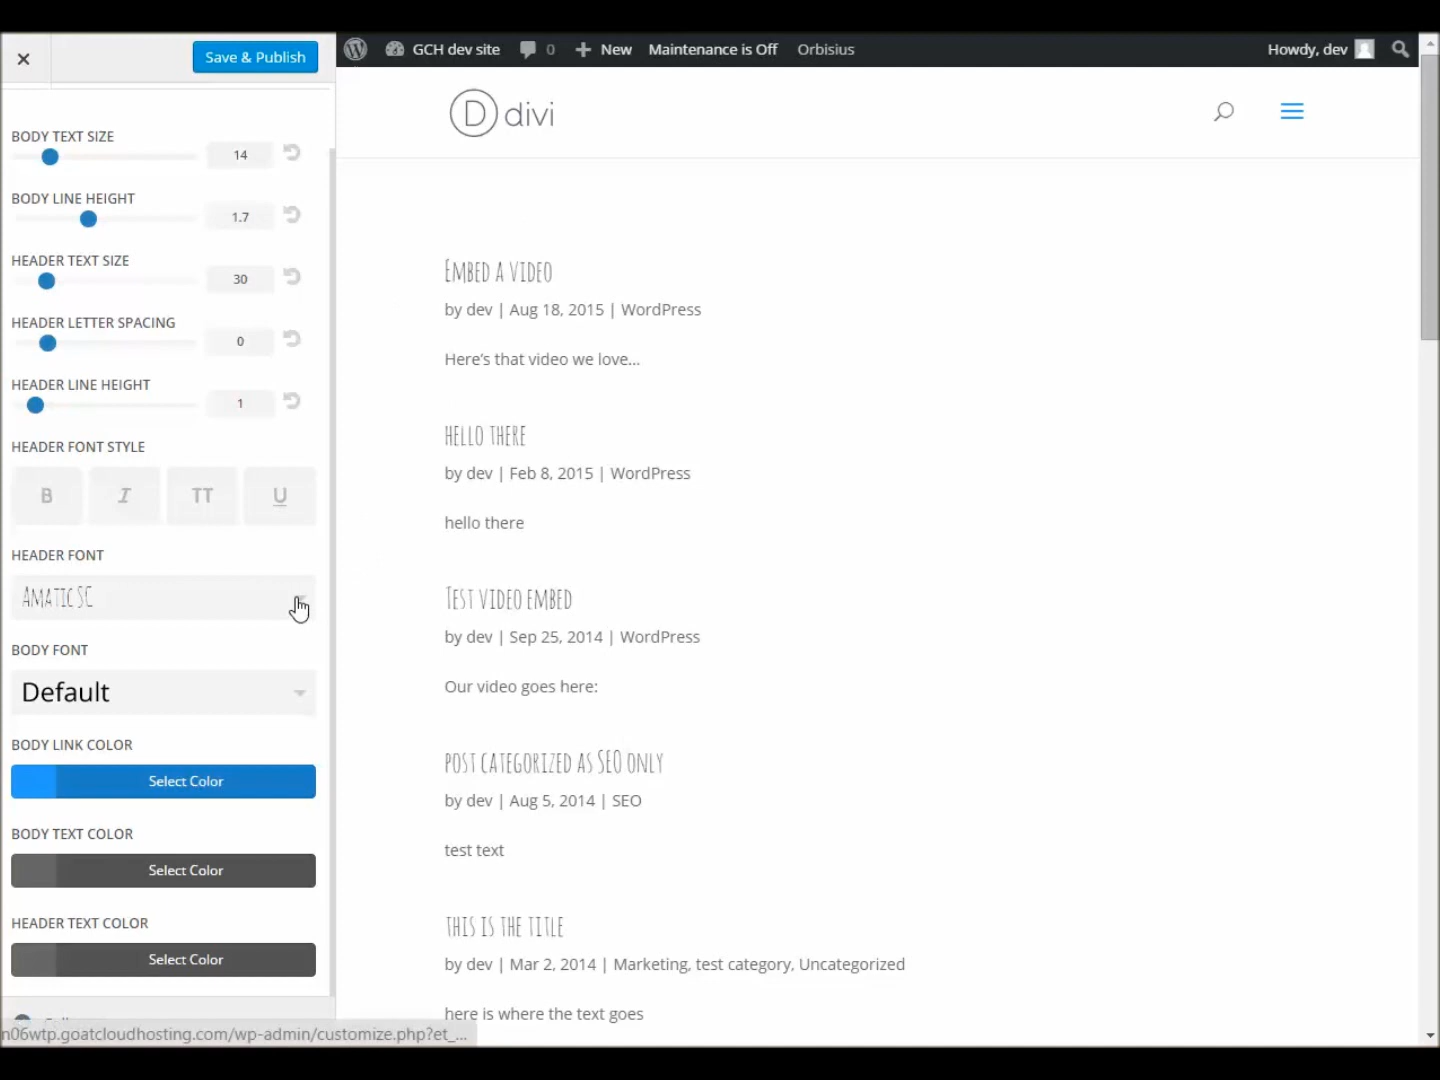 Save & Publish
GCH dev site
0
New
Maintenance is Off
Orbisius
Howdy, dev
BODY TEXT SIZE
14
BODY LINE HEIGHT
1.7
HEADER TEXT SIZE
30
HEADER LETTER SPACING
0
HEADER LINE HEIGHT
1
HEADER FONT STYLE
B I TT U
HEADER FONT
Amatic SC
BODY FONT
Default
BODY LINK COLOR
Select Color
BODY TEXT COLOR
Select Color
HEADER TEXT COLOR
Select Color
n06wtp.goatcloudhosting.com/wp-admin/customize.php?et_...
D divi
Embed a video
by dev | Aug 18, 2015 | WordPress
Here's that video we love...
hello there
by dev | Feb 8, 2015 | WordPress
hello there
Test video embed
by dev | Sep 25, 2014 | WordPress
Our video goes here:
post categorized as SEO only
by dev | Aug 5, 2014 | SEO
test text
this is the title
by dev | Mar 2, 2014 | Marketing, test category, Uncategorized
here is where the text goes